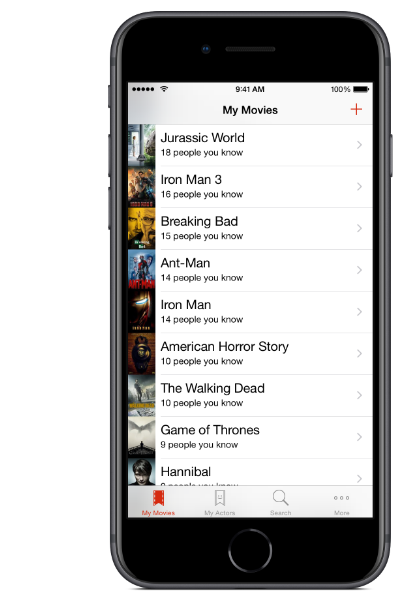 9:41 AM
100%
My Movies
+
Jurassic World
18 people you know
Iron Man 3
16 people you know
Breaking Bad
15 people you know
Ant-Man
14 people you know
Iron Man
14 people you know
American Horror Story
10 people you know
The Walking Dead
10 people you know
Game of Thrones
9 people you know
Hannibal
people you know
My Movies
My Actors
Search
More